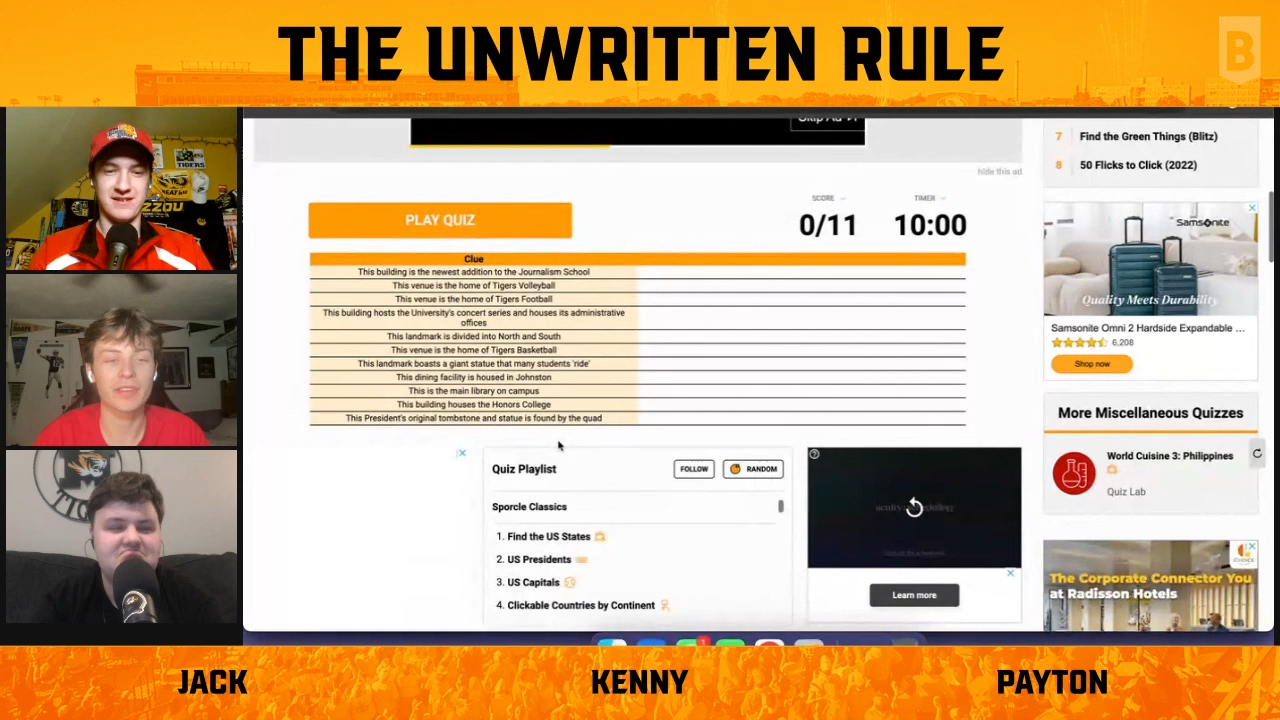 THE UNWRITTEN RULE
B
TIGERS
ZOU
Skip Ad
hide this ad
7 Find the Green Things (Blitz)
8 50 Flicks to Click (2022)
PLAY QUIZ
SCORE
0/11
TIMER
10:00
Clue
This building is the newest addition to the Journalism School
This venue is the home of Tigers Volleyball
This venue is the home of Tigers Football
This building hosts the University's concert series and houses its administrative
offices
This landmark is divided into North and South
This venue is the home of Tigers Basketball
This landmark boasts a giant statue that many students 'ride'
This dining facility is housed in Johnston
This is the main library on campus
This building houses the Honors College
This President's original tombstone and statue is found by the quad
Samsonite
Quality Meets Durability
Samsonite Omni 2 Hardside Expandable ...
6,208
Shop now
More Miscellaneous Quizzes
World Cuisine 3: Philippines
Quiz Lab
Quiz Playlist
FOLLOW
RANDOM
Sporcle Classics
1. Find the US States
2. US Presidents
3. US Capitals
4. Clickable Countries by Continent
Learn more
The Corporate Connector You
at Radisson Hotels
1
JACK
KENNY
PAYTON